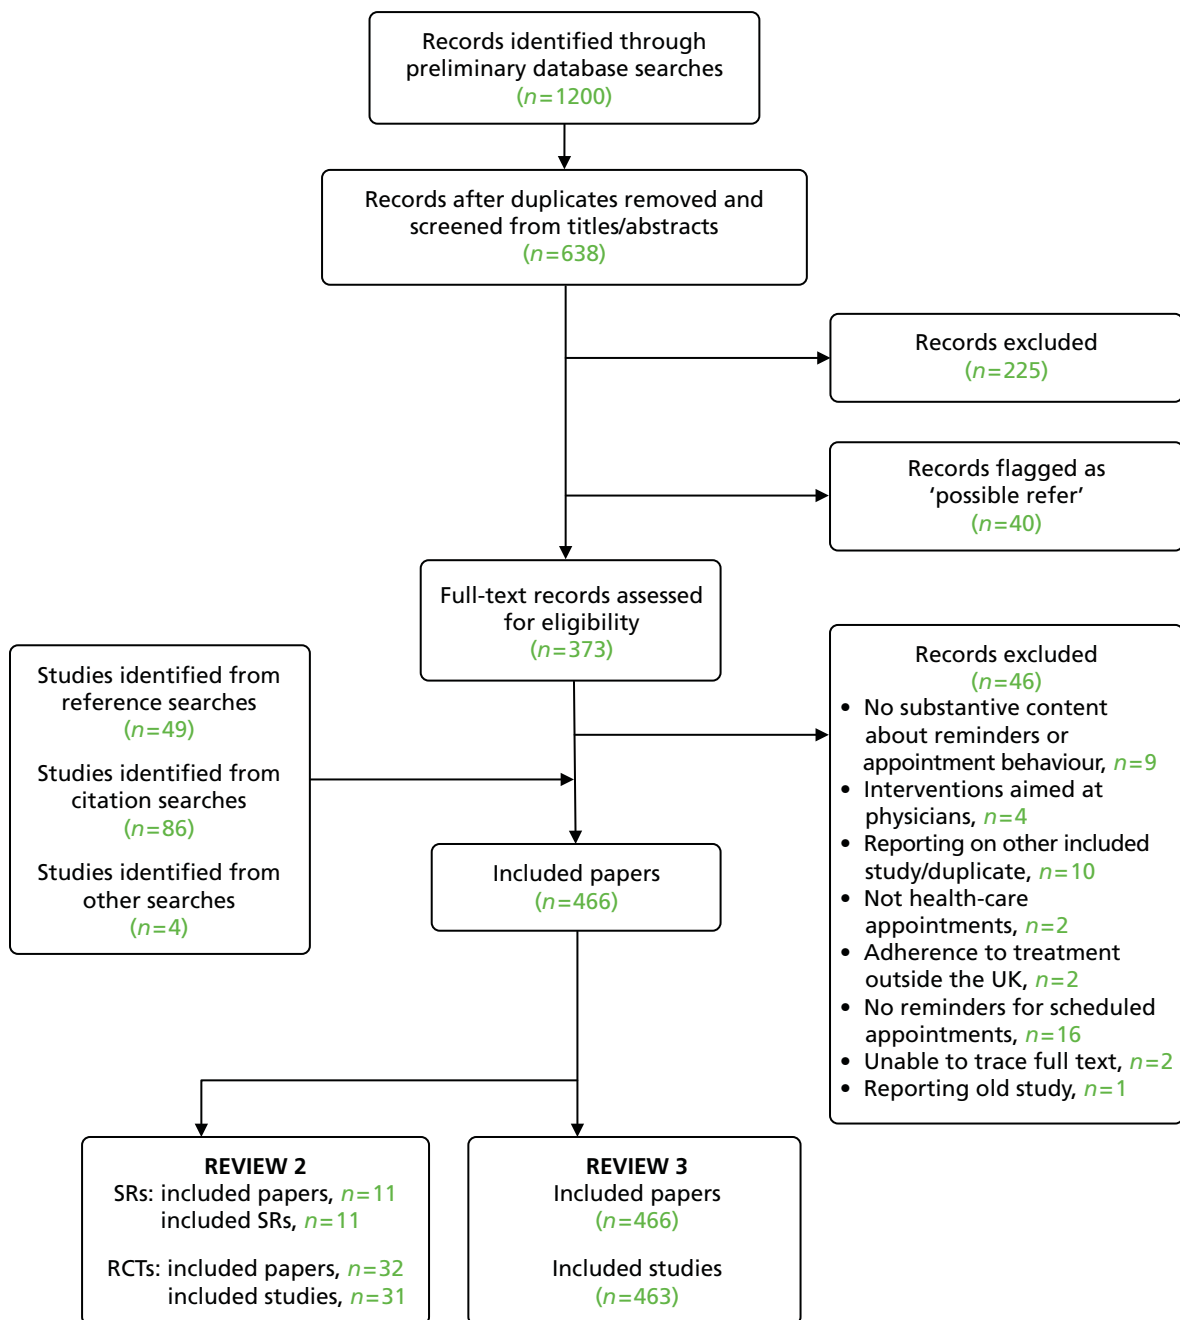 Records identified through
preliminary database searches
(n=1200)
Records after duplicates removed and
screened from titles/abstracts
(n=638)
Records excluded
(n=225)
Records flagged as
‘possible refer’
(n=40)
Full-text records assessed
for eligibility
(n=373)
Studies identified from
reference searches
(n=49)
Studies identified from
citation searches
(n=86)
Studies identified from
other searches
(n=4)
Records excluded
(n=46)
• No substantive content
about reminders or
appointment behaviour, n=9
• Interventions aimed at
physicians, n=4
• Reporting on other included
study/duplicate, n=10
• Not health-care
appointments, n=2
• Adherence to treatment
outside the UK, n=2
• No reminders for scheduled
appointments, n=16
• Unable to trace full text, n=2
• Reporting old study, n=1
Included papers
(n=466)
REVIEW 2
SRs: included papers, n=11
included SRs, n=11
RCTs: included papers, n=32
included studies, n=31
REVIEW 3
Included papers
(n=466)
Included studies
(n=463)